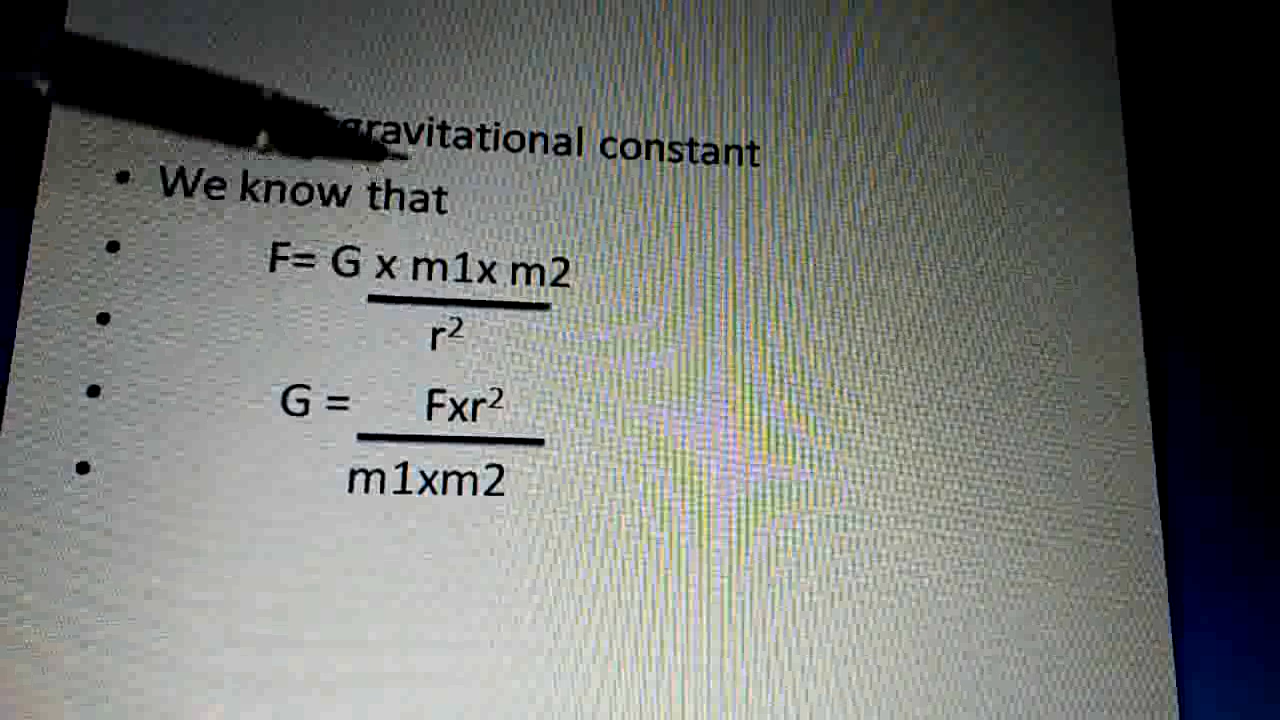 gravitational constant
• We know that
• F= G x m1x m2
• r²
• G = Fxr²
• m1xm2